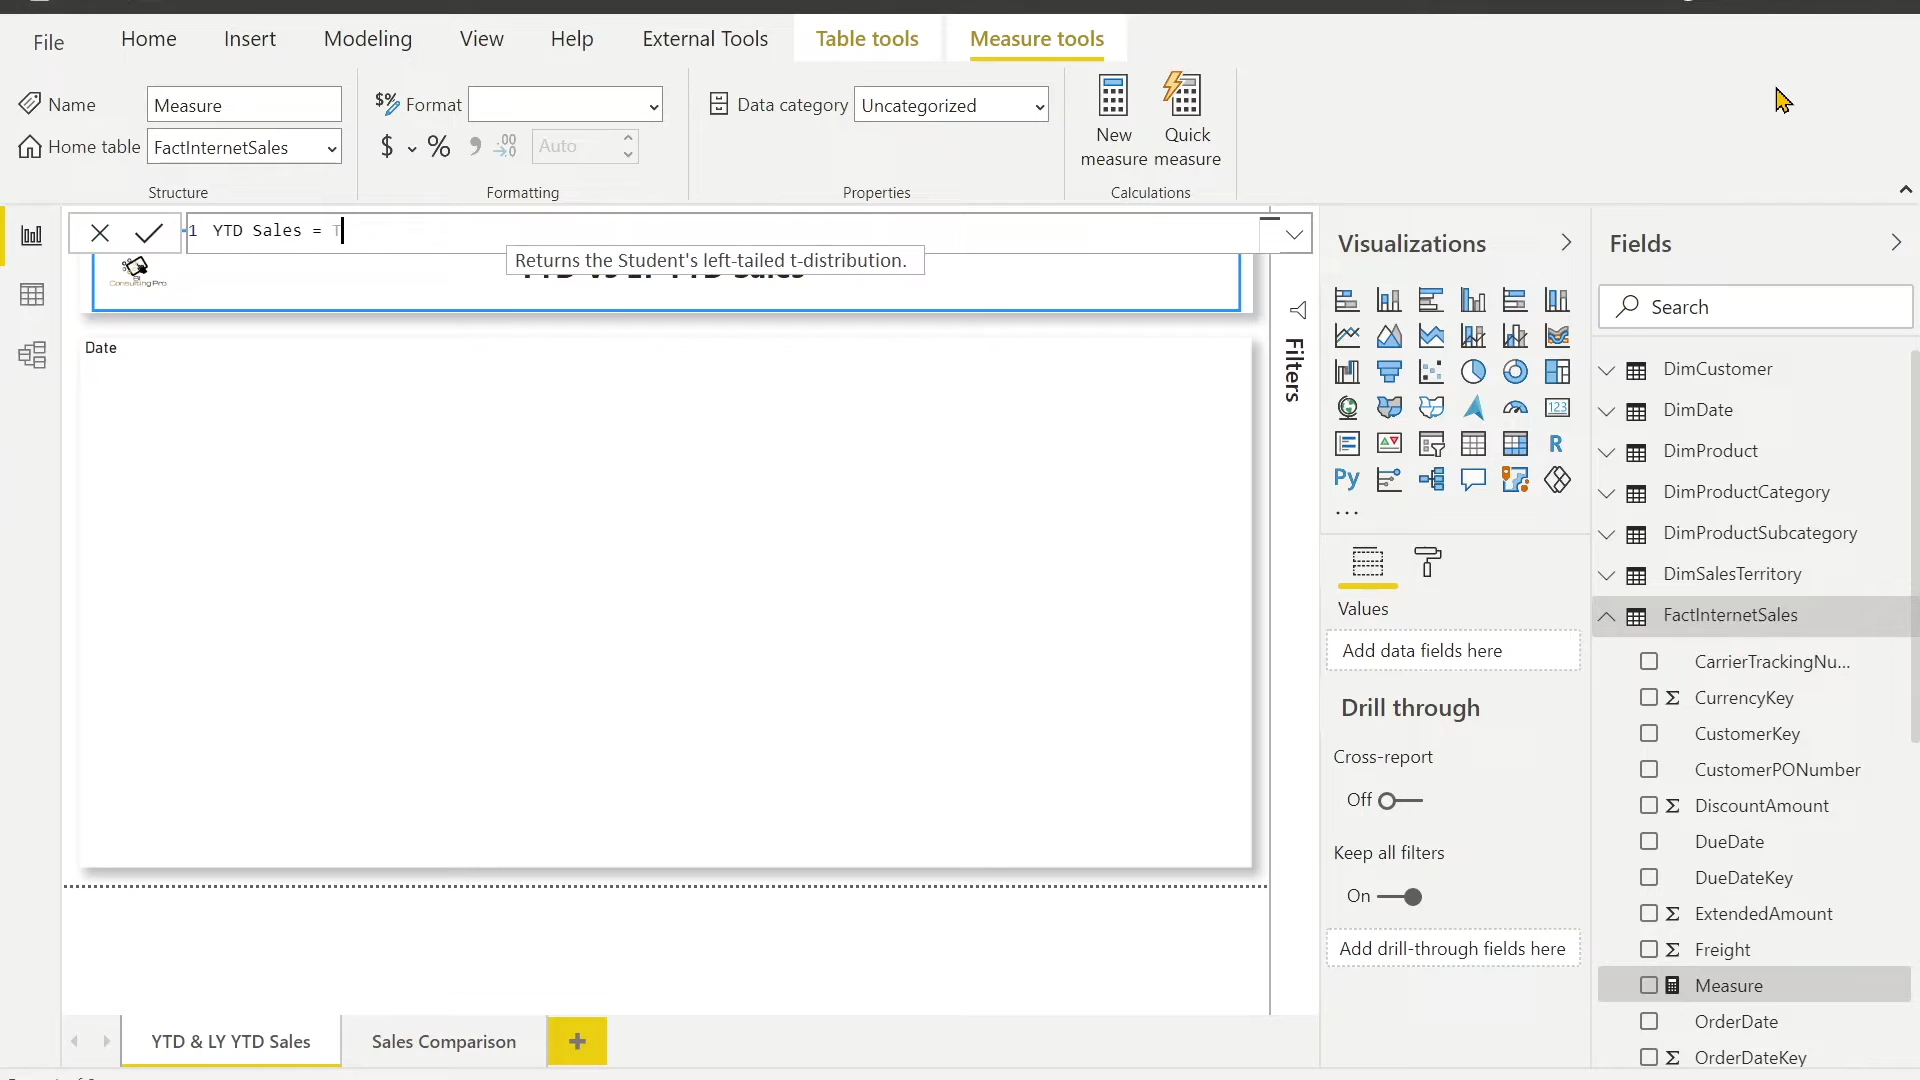 File Home Insert Modeling View Help External Tools Table tools Measure tools
Name Measure
Home table FactInternetSales
Structure
$% Format
$ % , .00 Auto
Formatting
Data category Uncategorized
Properties
New measure
Quick measure
Calculations
1 YTD Sales = T
Returns the Student's left-tailed t-distribution.
Consulting Pro
Date
Filters
Visualizations
123
R
Py
...
Values
Add data fields here
Drill through
Cross-report
Off
Keep all filters
On
Add drill-through fields here
Fields
Search
DimCustomer
DimDate
DimProduct
DimProductCategory
DimProductSubcategory
DimSalesTerritory
FactInternetSales
CarrierTrackingNu...
Σ CurrencyKey
CustomerKey
CustomerPONumber
Σ DiscountAmount
DueDate
DueDateKey
Σ ExtendedAmount
Σ Freight
Measure
OrderDate
Σ OrderDateKey
YTD & LY YTD Sales Sales Comparison +